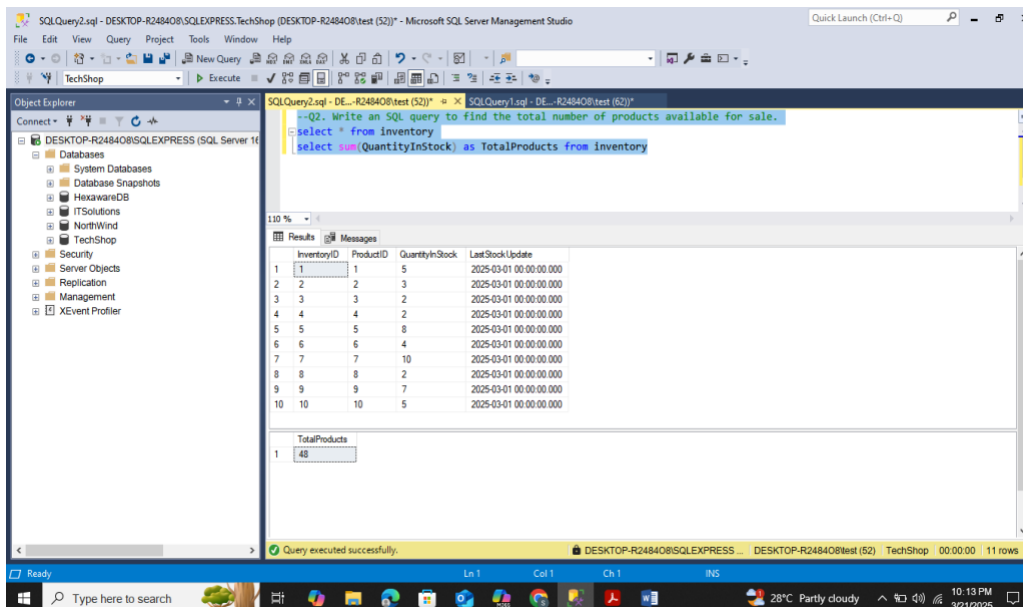 SQLQuery2.sql - DESKTOP-R2484O8\SQLEXPRESS.TechShop (DESKTOP-R2484O8\test (52))* - Microsoft SQL Server Management Studio
Quick Launch (Ctrl+Q)
File Edit View Query Project Tools Window Help
New Query
TechShop
Execute
Object Explorer
SQLQuery2.sql - DE...-R2484O8\test (52))*
SQLQuery1.sql - DE...-R2484O8\test (62))*
Connect
DESKTOP-R2484O8\SQLEXPRESS (SQL Server 16
Databases
System Databases
Database Snapshots
HexawareDB
ITSolutions
NorthWind
TechShop
Security
Server Objects
Replication
Management
XEvent Profiler
--Q2. Write an SQL query to find the total number of products available for sale.
select * from inventory
select sum(QuantityInStock) as TotalProducts from inventory
110 %
Results Messages
InventoryID ProductID QuantityInStock LastStockUpdate
1 1 1 5 2025-03-01 00:00:00.000
2 2 2 3 2025-03-01 00:00:00.000
3 3 3 2 2025-03-01 00:00:00.000
4 4 4 2 2025-03-01 00:00:00.000
5 5 5 8 2025-03-01 00:00:00.000
6 6 6 4 2025-03-01 00:00:00.000
7 7 7 10 2025-03-01 00:00:00.000
8 8 8 2 2025-03-01 00:00:00.000
9 9 9 7 2025-03-01 00:00:00.000
10 10 10 5 2025-03-01 00:00:00.000
TotalProducts
1 48
Query executed successfully.
DESKTOP-R2484O8\SQLEXPRESS ... DESKTOP-R2484O8\test (52) TechShop 00:00:00 11 rows
Ready Ln 1 Col 1 Ch 1 INS
Type here to search
28°C Partly cloudy
10:13 PM
3/21/2025